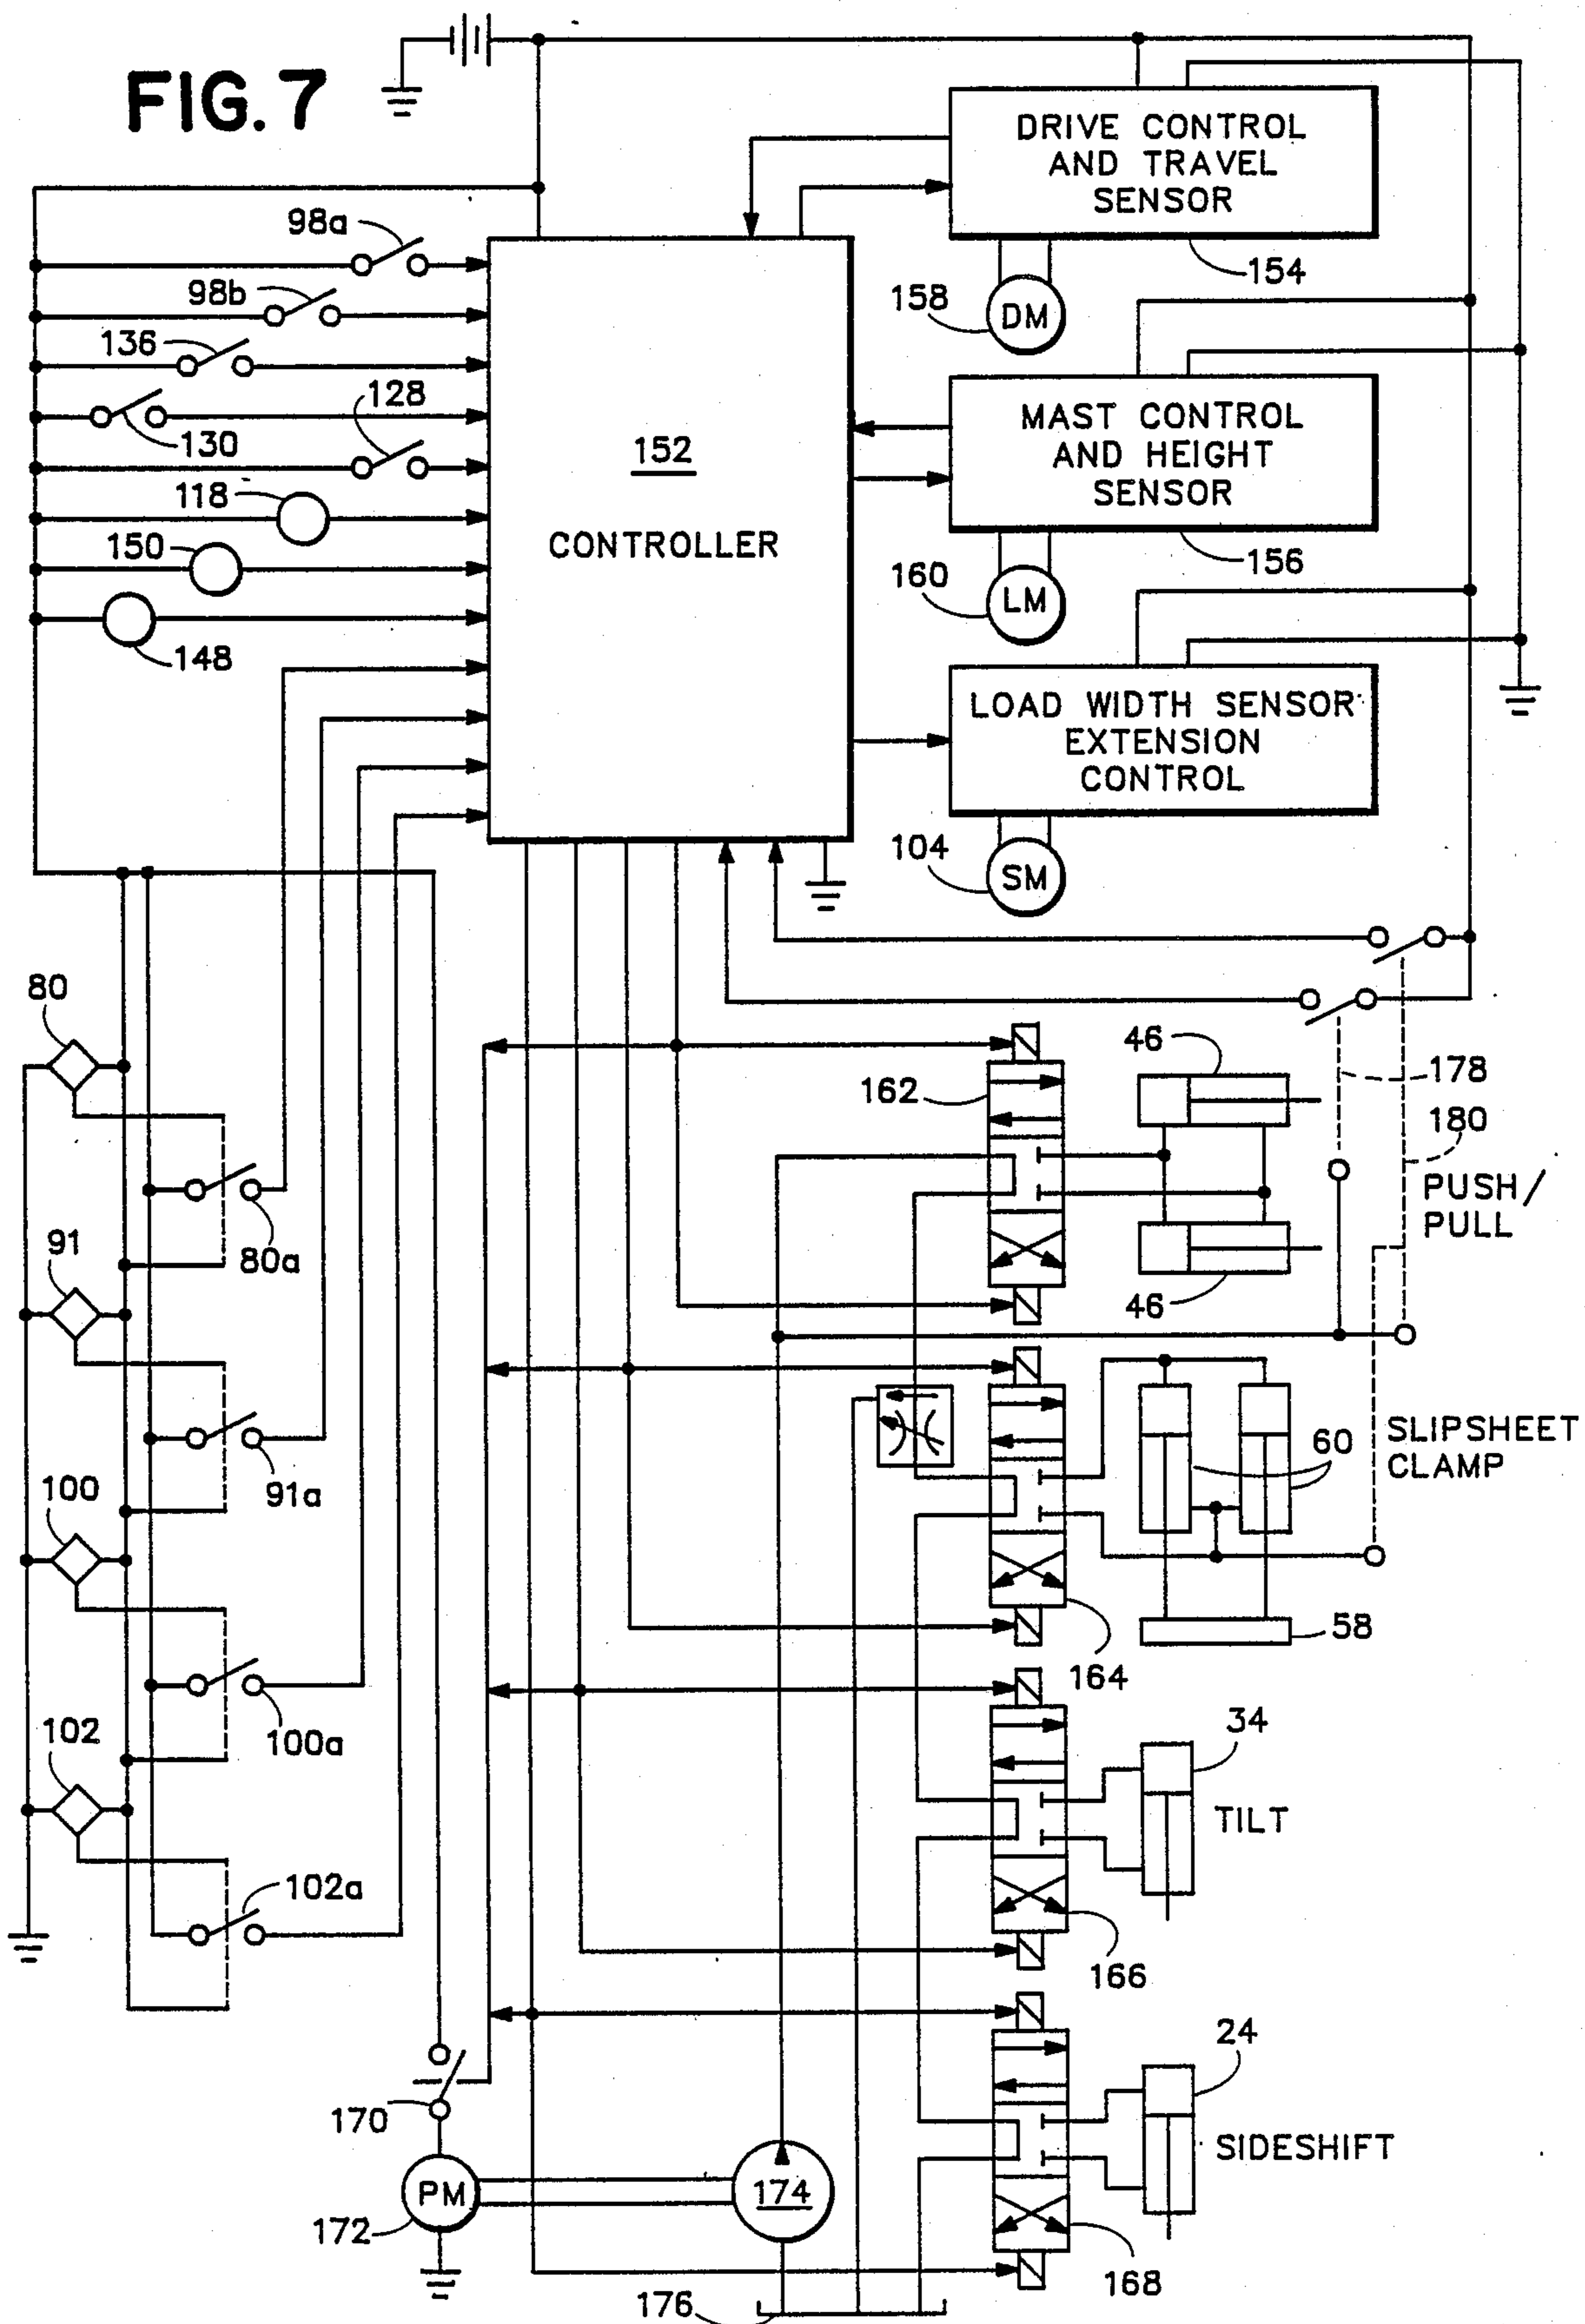 FIG. 7
DRIVE CONTROL
AND TRAVEL
SENSOR
98a
154
98b
158
DM
136
128
MAST CONTROL
AND HEIGHT
SENSOR
130
152
118
CONTROLLER
150
156
160
LM
148
LOAD WIDTH SENSOR
EXTENSION
CONTROL
104
SM
80
46
162
178
180
PUSH/
PULL
91
80a
46
SLIPSHEET
CLAMP
60
100
91a
58
164
34
102
100a
TILT
102a
166
24
170
SIDESHIFT
PM
174
172
168
176